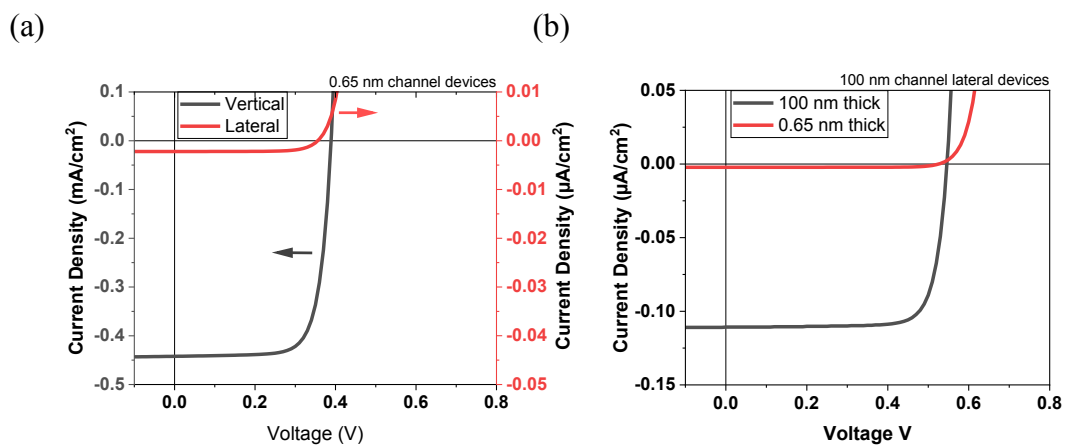 (a)
(b)
0.65 nm channel devices
Vertical
Lateral
0.1
0.0
-0.1
-0.2
-0.3
-0.4
-0.5
Current Density (mA/cm²)
0.01
0.00
-0.01
-0.02
-0.03
-0.04
-0.05
Current Density (µA/cm²)
0.0 0.2 0.4 0.6 0.8
Voltage (V)
100 nm channel lateral devices
100 nm thick
0.65 nm thick
0.05
0.00
-0.05
-0.10
-0.15
Current Density (µA/cm²)
0.0 0.2 0.4 0.6 0.8
Voltage V